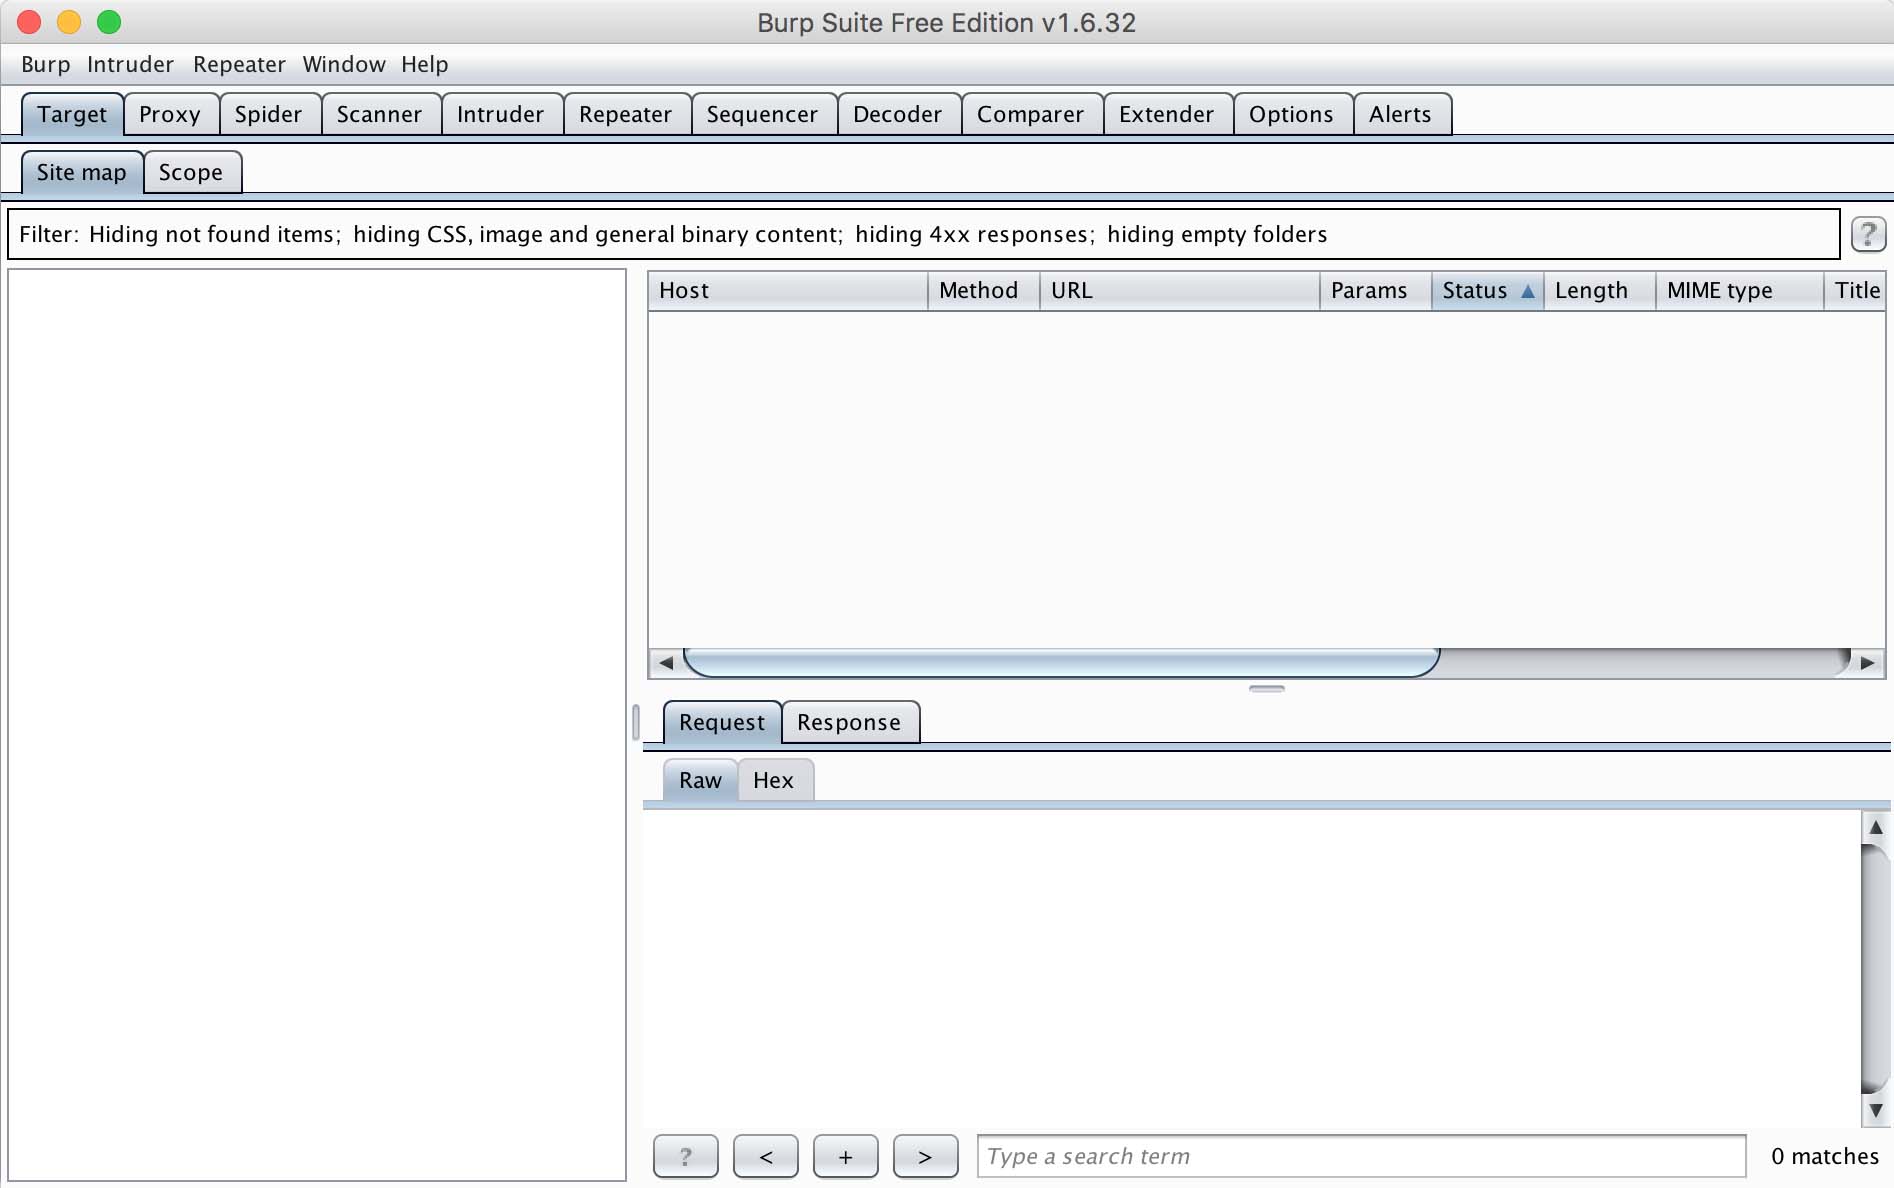 Burp Suite Free Edition v1.6.32
Burp Intruder Repeater Window Help
Target Proxy Spider Scanner Intruder Repeater Sequencer Decoder Comparer Extender Options Alerts
Site map Scope
Filter: Hiding not found items; hiding CSS, image and general binary content; hiding 4xx responses; hiding empty folders ?
Host Method URL Params Status Length MIME type Title
Request Response
Raw Hex
? < + > Type a search term 0 matches